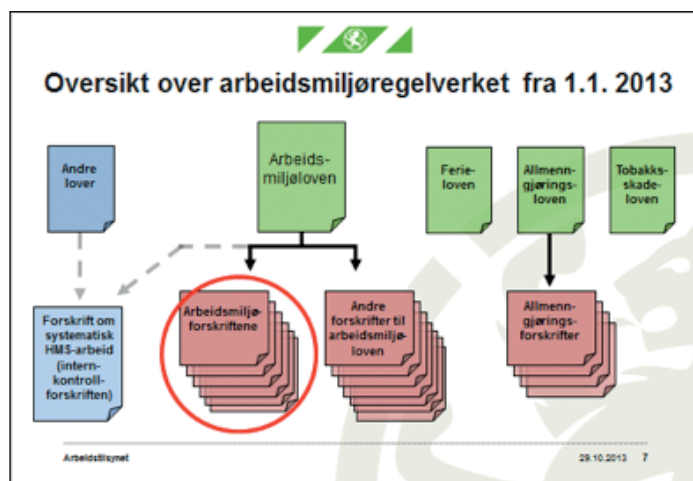 Oversikt over arbeidsmiljøregelverket fra 1.1. 2013
Andre
lover
Arbeids-
miljøloven
Ferie-
loven
Allmenn-
gjørings-
loven
Tobakks-
skade-
loven
Forskrift om
systematisk
HMS-arbeid
(intern-
kontroll-
forskriften)
Arbeidsmiljø-
forskriftene
Andre
forskrifter til
arbeidsmiljø-
loven
Allmenn-
gjørings-
forskrifter
Arbeidstilsynet
29.10.2013 7